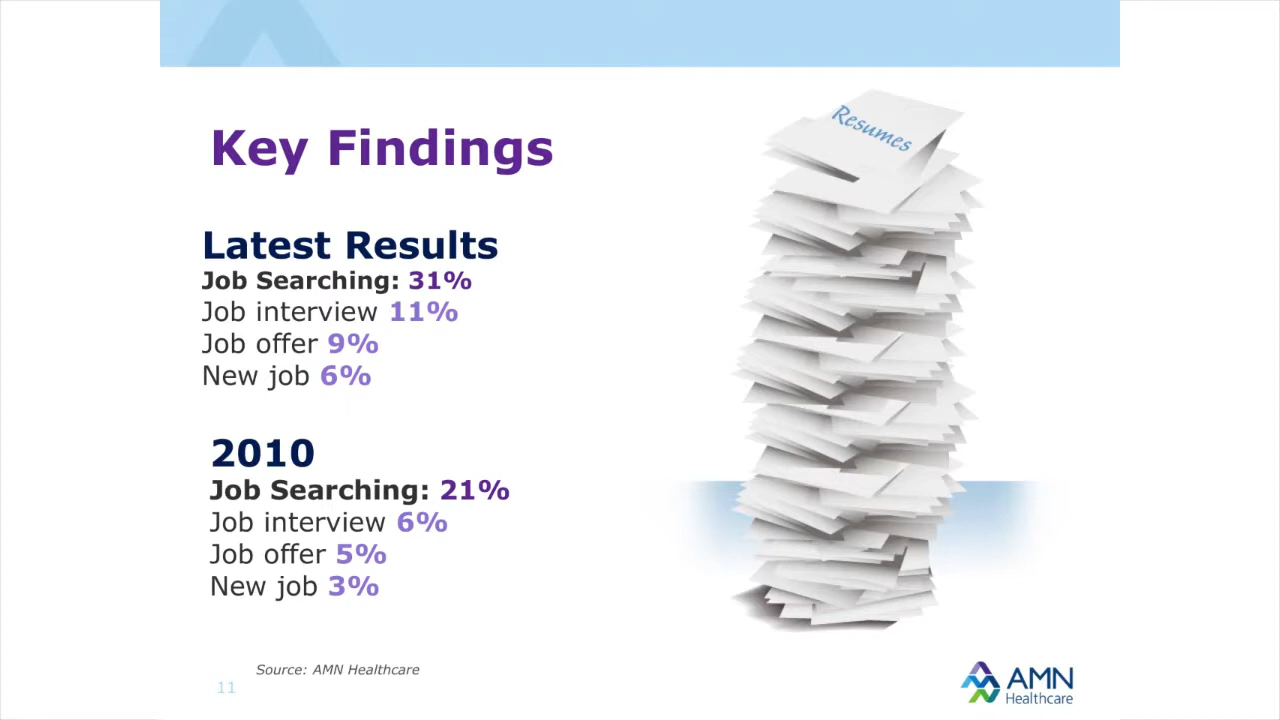 Resumes
Key Findings
Latest Results
Job Searching: 31%
Job interview 11%
Job offer 9%
New job 6%
2010
Job Searching: 21%
Job interview 6%
Job offer 5%
New job 3%
Source: AMN Healthcare
11
AMN
Healthcare